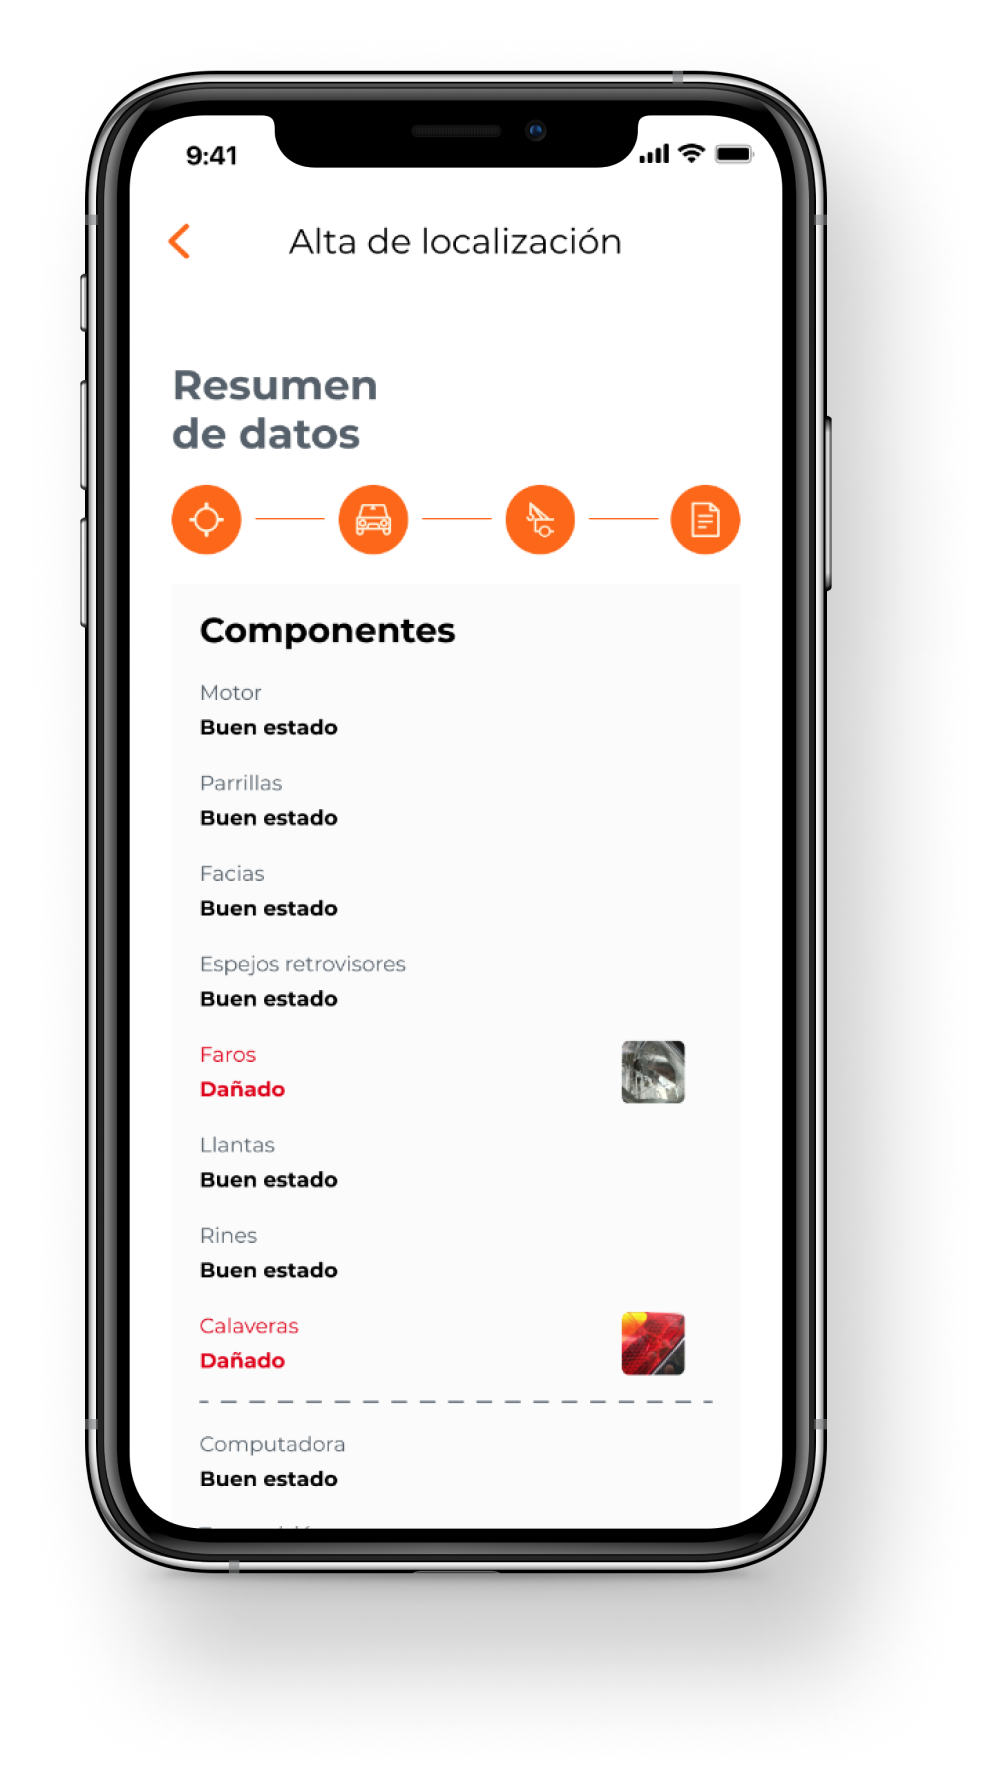 9:41
Alta de localización
Resumen
de datos
Componentes
Motor
Buen estado
Parrillas
Buen estado
Facias
Buen estado
Espejos retrovisores
Buen estado
Faros
Dañado
Llantas
Buen estado
Rines
Buen estado
Calaveras
Dañado
Computadora
Buen estado